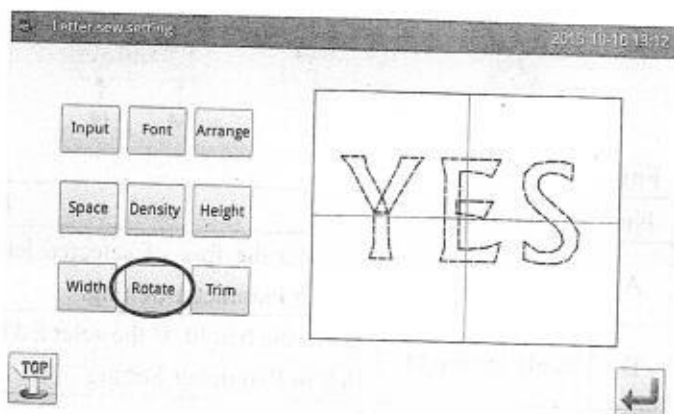 Letter sew setting
2015-10-10 13:12
Input Font Arrange
Space Density Height
Width Rotate Trim
YES
TOP